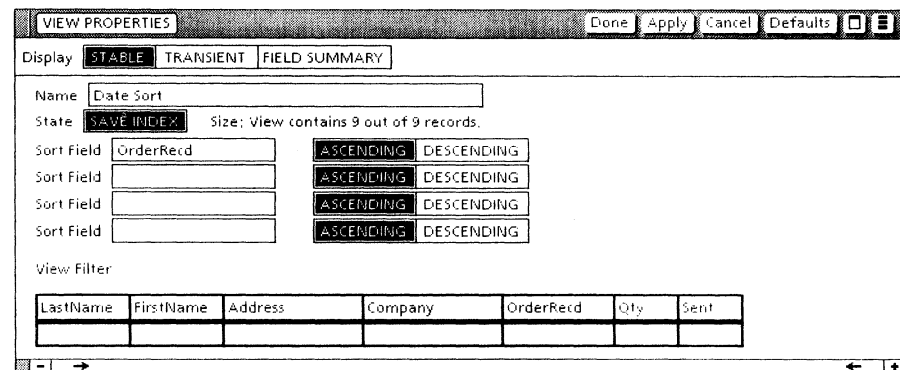 VIEW PROPERTIES Done Apply Cancel Defaults
Display STABLE TRANSIENT FIELD SUMMARY
Name Date Sort
State SAVE INDEX Size; View contains 9 out of 9 records.
Sort Field OrderRecd ASCENDING DESCENDING
Sort Field ASCENDING DESCENDING
Sort Field ASCENDING DESCENDING
Sort Field ASCENDING DESCENDING
View Filter
LastName FirstName Address Company OrderRecd Qty Sent